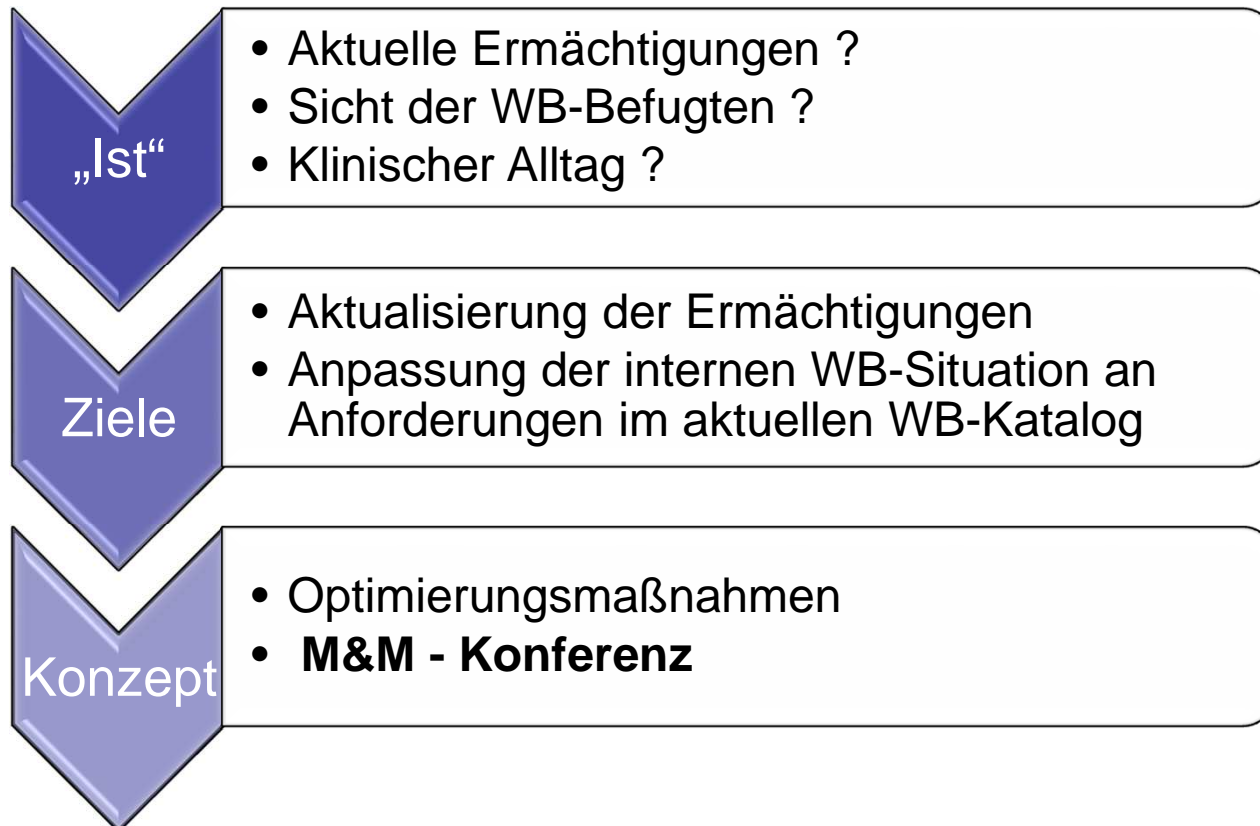 „Ist“
• Aktuelle Ermächtigungen ?
• Sicht der WB-Befugten ?
• Klinischer Alltag ?
Ziele
• Aktualisierung der Ermächtigungen
• Anpassung der internen WB-Situation an
Anforderungen im aktuellen WB-Katalog
Konzept
• Optimierungsmaßnahmen
• M&M - Konferenz